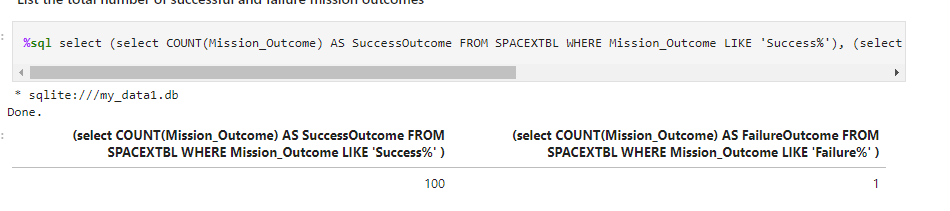 List the total number of successful and failure mission outcomes
:
%sql select (select COUNT(Mission_Outcome) AS SuccessOutcome FROM SPACEXTBL WHERE Mission_Outcome LIKE 'Success%'), (select
* sqlite:///my_data1.db
Done.
:
(select COUNT(Mission_Outcome) AS SuccessOutcome FROM
SPACEXTBL WHERE Mission_Outcome LIKE 'Success%' )
(select COUNT(Mission_Outcome) AS FailureOutcome FROM
SPACEXTBL WHERE Mission_Outcome LIKE 'Failure%' )
100
1